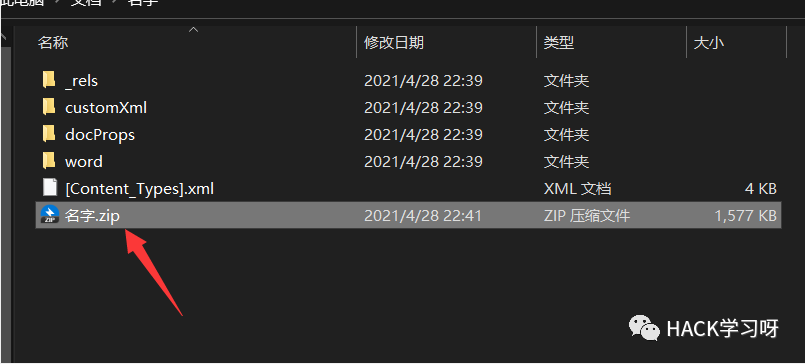 此电脑 > 文档 > 名字
名称 修改日期 类型 大小
_rels 2021/4/28 22:39 文件夹
customXml 2021/4/28 22:39 文件夹
docProps 2021/4/28 22:39 文件夹
word 2021/4/28 22:39 文件夹
[Content_Types].xml XML 文档 4 KB
名字.zip 2021/4/28 22:41 ZIP 压缩文件 1,577 KB
HACK学习呀